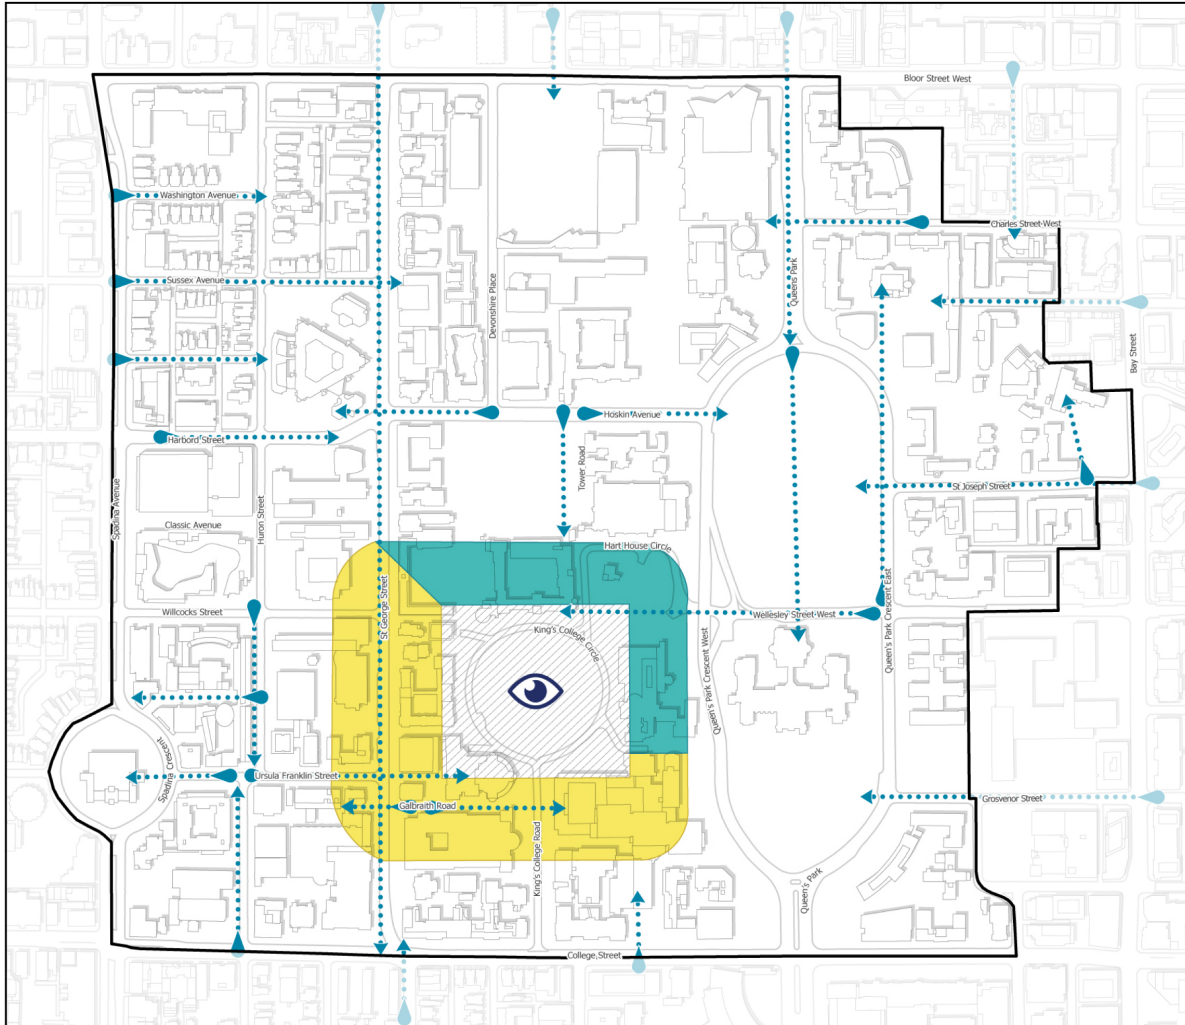 Bloor Street West
Washington Avenue
Charles Street West
Sussex Avenue
Queens Park
Devonshire Place
Bay Street
Hoskin Avenue
Harbord Street
Tower Road
St Joseph Street
Spadina Avenue
Huron Street
Classic Avenue
Hart House Circle
Willcocks Street
St George Street
Wellesley Street West
King's College Circle
Queen's Park Crescent West
Queen's Park Crescent East
Spadina Crescent
Ursula Franklin Street
Galbraith Road
Grosvenor Street
King's College Road
Queen's Park
College Street